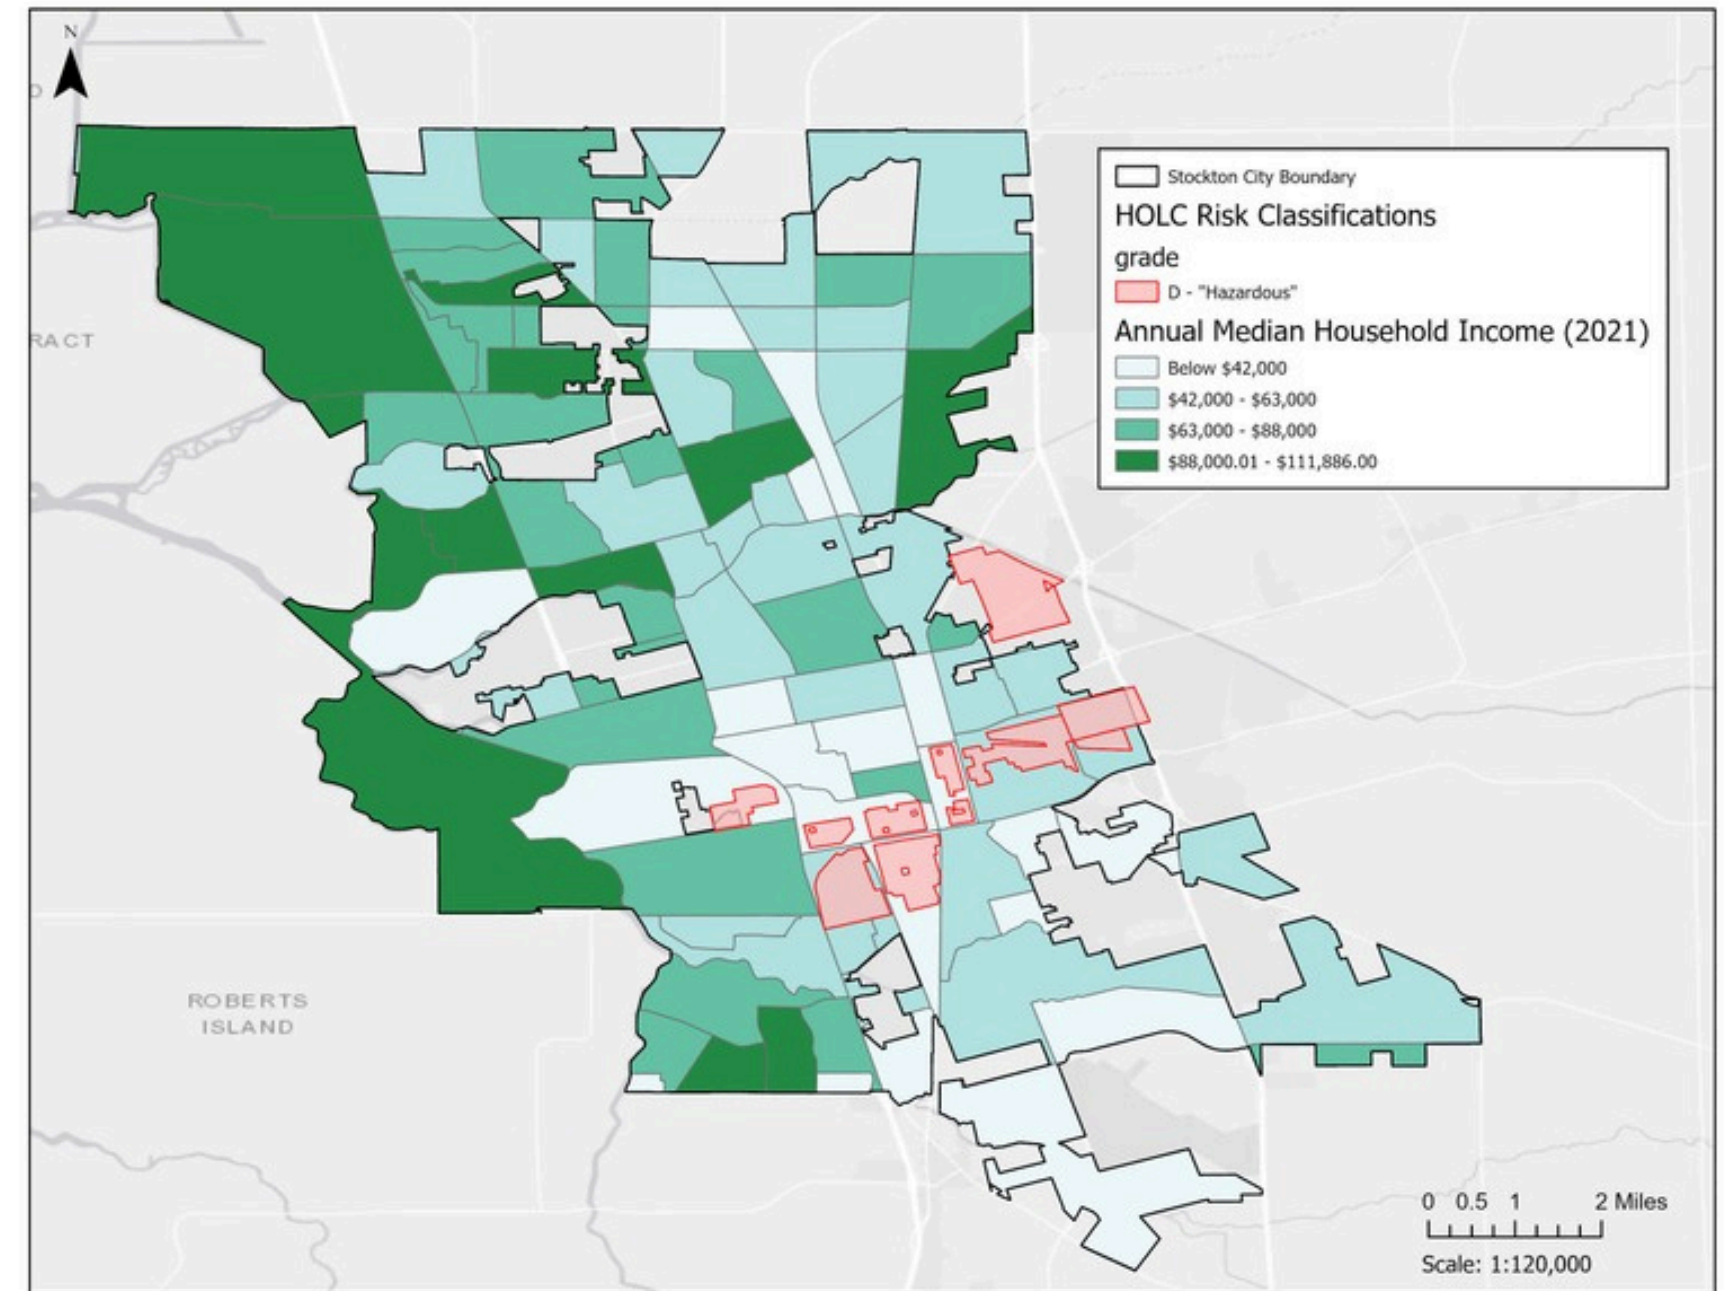 N
RACT
Stockton City Boundary
HOLC Risk Classifications
grade
D - "Hazardous"
Annual Median Household Income (2021)
Below $42,000
$42,000 - $63,000
$63,000 - $88,000
$88,000.01 - $111,886.00
ROBERTS
ISLAND
0 0.5 1 2 Miles
Scale: 1:120,000